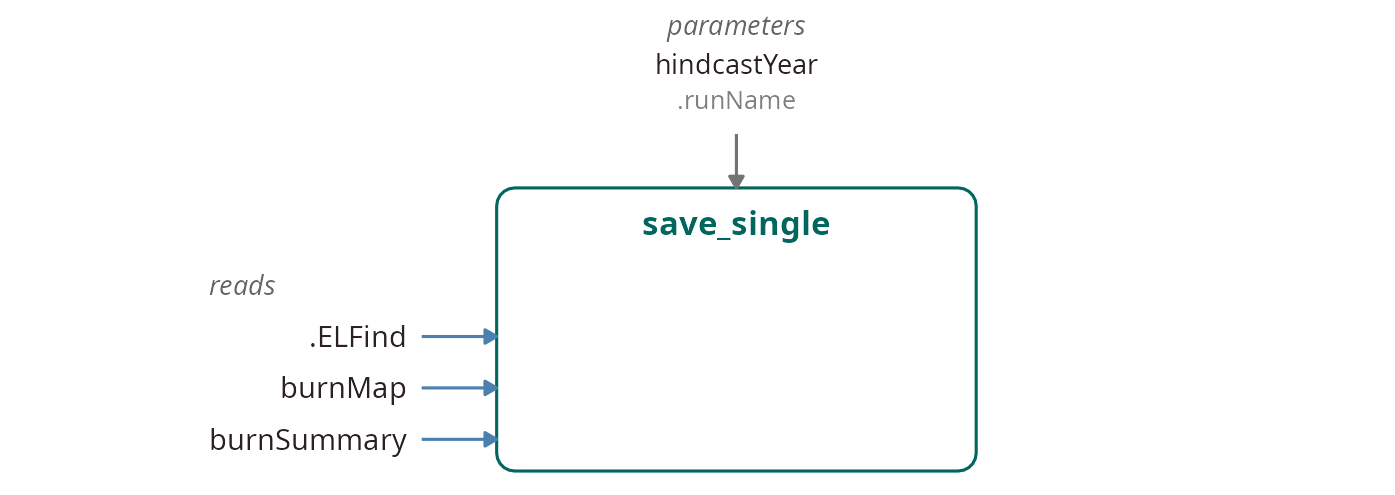 parameters
hindcastYear
.runName
save_single
reads
.ELFind
burnMap
burnSummary